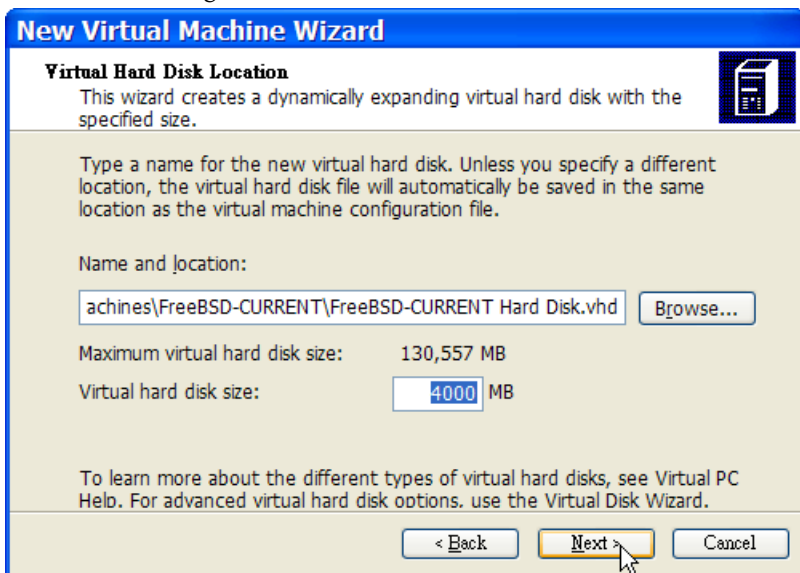 New Virtual Machine Wizard
Virtual Hard Disk Location
This wizard creates a dynamically expanding virtual hard disk with the
specified size.
Type a name for the new virtual hard disk. Unless you specify a different
location, the virtual hard disk file will automatically be saved in the same
location as the virtual machine configuration file.
Name and location:
achines\FreeBSD-CURRENT\FreeBSD-CURRENT Hard Disk.vhd
Browse...
Maximum virtual hard disk size: 130,557 MB
Virtual hard disk size: 4000 MB
To learn more about the different types of virtual hard disks, see Virtual PC
Help. For advanced virtual hard disk options, use the Virtual Disk Wizard.
< Back Next > Cancel